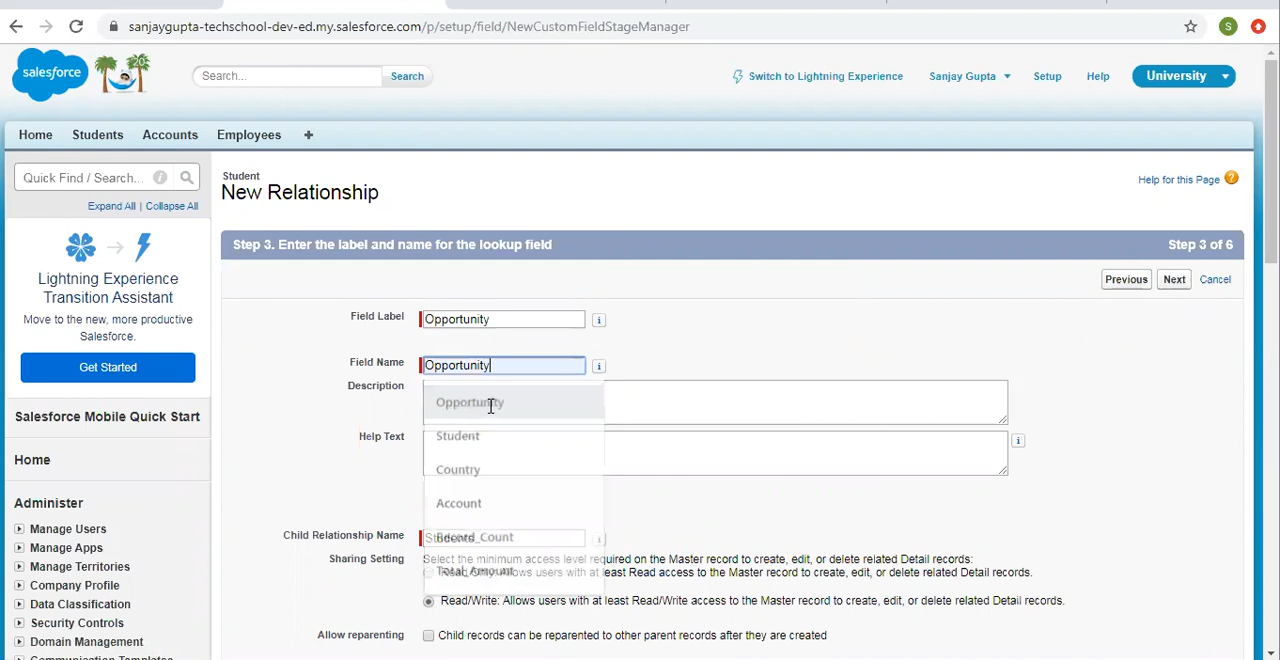 sanjaygupta-techschool-dev-ed.my.salesforce.com/p/setup/field/NewCustomFieldStageManager
S
salesforce
Search...
Search
Switch to Lightning Experience
Sanjay Gupta
Setup
Help
University
Home
Students
Accounts
Employees
+
Quick Find / Search...
Expand All | Collapse All
Lightning Experience
Transition Assistant
Move to the new, more productive
Salesforce.
Get Started
Salesforce Mobile Quick Start
Home
Administer
Manage Users
Manage Apps
Manage Territories
Company Profile
Data Classification
Security Controls
Domain Management
Communication Templates
Student
New Relationship
Help for this Page
Step 3. Enter the label and name for the lookup field
Step 3 of 6
Previous
Next
Cancel
Field Label
Opportunity
Field Name
Opportunity
Description
Opportunity
Student
Help Text
Country
Account
Child Relationship Name
Students
Record_Count
Sharing Setting
Select the minimum access level required on the Master record to create, edit, or delete related Detail records:
Read Only: Allows users with at least Read access to the Master record to create, edit, or delete related Detail records.
Total_Amount
Read/Write: Allows users with at least Read/Write access to the Master record to create, edit, or delete related Detail records.
Allow reparenting
Child records can be reparented to other parent records after they are created